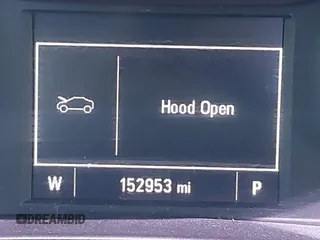 Hood Open
W 152953 mi P
DREAMBID